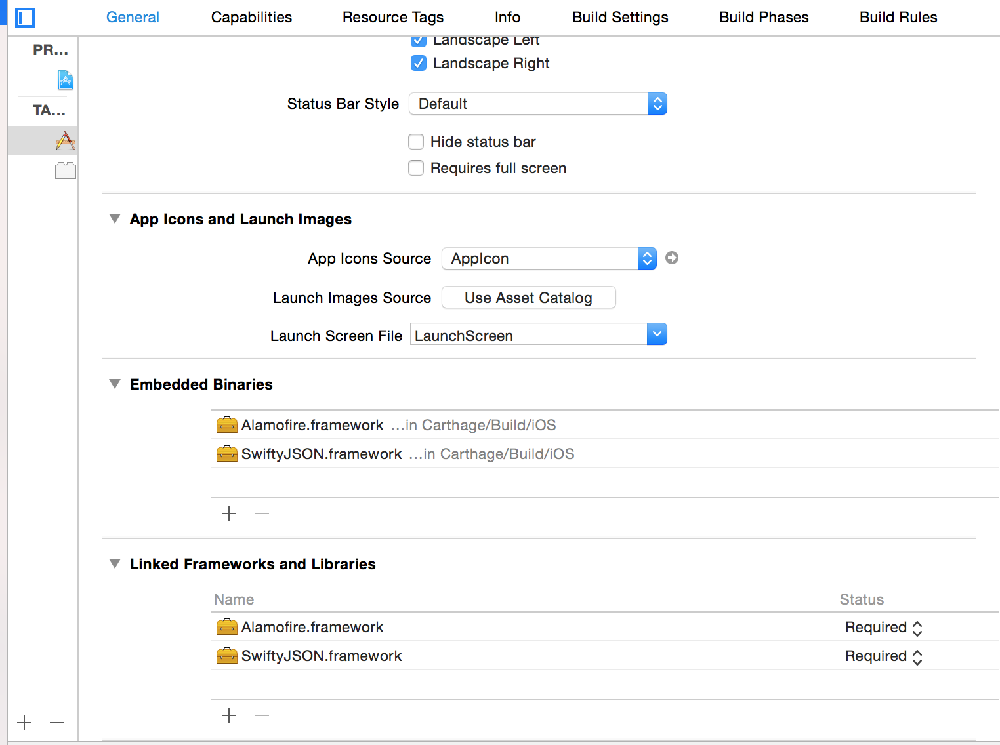 General Capabilities Resource Tags Info Build Settings Build Phases Build Rules
PR...
Landscape Left
Landscape Right
TA...
Status Bar Style Default
Hide status bar
Requires full screen
App Icons and Launch Images
App Icons Source AppIcon
Launch Images Source Use Asset Catalog
Launch Screen File LaunchScreen
Embedded Binaries
Alamofire.framework ...in Carthage/Build/iOS
SwiftyJSON.framework ...in Carthage/Build/iOS
Linked Frameworks and Libraries
Name Status
Alamofire.framework Required
SwiftyJSON.framework Required